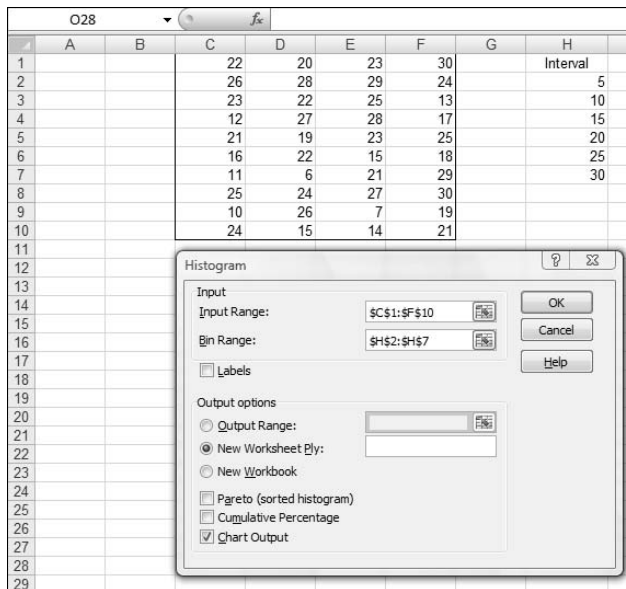 O28 fx
A B C D E F G H
1 22 20 23 30 Interval
2 26 28 29 24 5
3 23 22 25 13 10
4 12 27 28 17 15
5 21 19 23 25 20
6 16 22 15 18 25
7 11 6 21 29 30
8 25 24 27 30
9 10 26 7 19
10 24 15 14 21
11
12
13
14
15
16
17
18
19
20
21
22
23
24
25
26
27
28
29
Histogram ?
Input
Input Range: $C$1:$F$10
Bin Range: $H$2:$H$7
Labels
OK
Cancel
Help
Output options
Output Range:
New Worksheet Ply:
New Workbook
Pareto (sorted histogram)
Cumulative Percentage
Chart Output